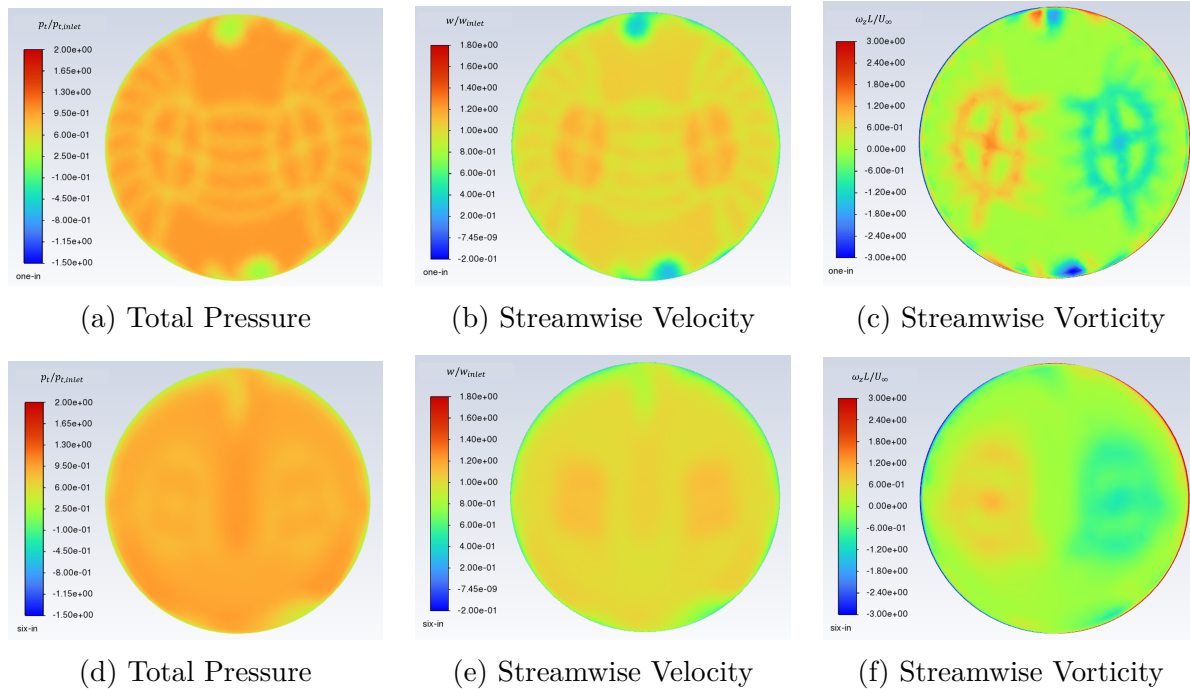 p_t/p_{t,inlet}
2.00e+00
1.65e+00
1.30e+00
9.50e-01
6.00e-01
2.50e-01
-1.00e-01
-4.50e-01
-8.00e-01
-1.15e+00
-1.50e+00
one-in
(a) Total Pressure
w/w_{inlet}
1.80e+00
1.60e+00
1.40e+00
1.20e+00
1.00e+00
8.00e-01
6.00e-01
4.00e-01
2.00e-01
-7.45e-09
-2.00e-01
one-in
(b) Streamwise Velocity
ω_zL/U_∞
3.00e+00
2.40e+00
1.80e+00
1.20e+00
6.00e-01
0.00e+00
-6.00e-01
-1.20e+00
-1.80e+00
-2.40e+00
-3.00e+00
one-in
(c) Streamwise Vorticity
p_t/p_{t,inlet}
2.00e+00
1.65e+00
1.30e+00
9.50e-01
6.00e-01
2.50e-01
-1.00e-01
-4.50e-01
-8.00e-01
-1.15e+00
-1.50e+00
six-in
(d) Total Pressure
w/w_{inlet}
1.80e+00
1.60e+00
1.40e+00
1.20e+00
1.00e+00
8.00e-01
6.00e-01
4.00e-01
2.00e-01
-7.45e-09
-2.00e-01
six-in
(e) Streamwise Velocity
ω_zL/U_∞
3.00e+00
2.40e+00
1.80e+00
1.20e+00
6.00e-01
0.00e+00
-6.00e-01
-1.20e+00
-1.80e+00
-2.40e+00
-3.00e+00
six-in
(f) Streamwise Vorticity